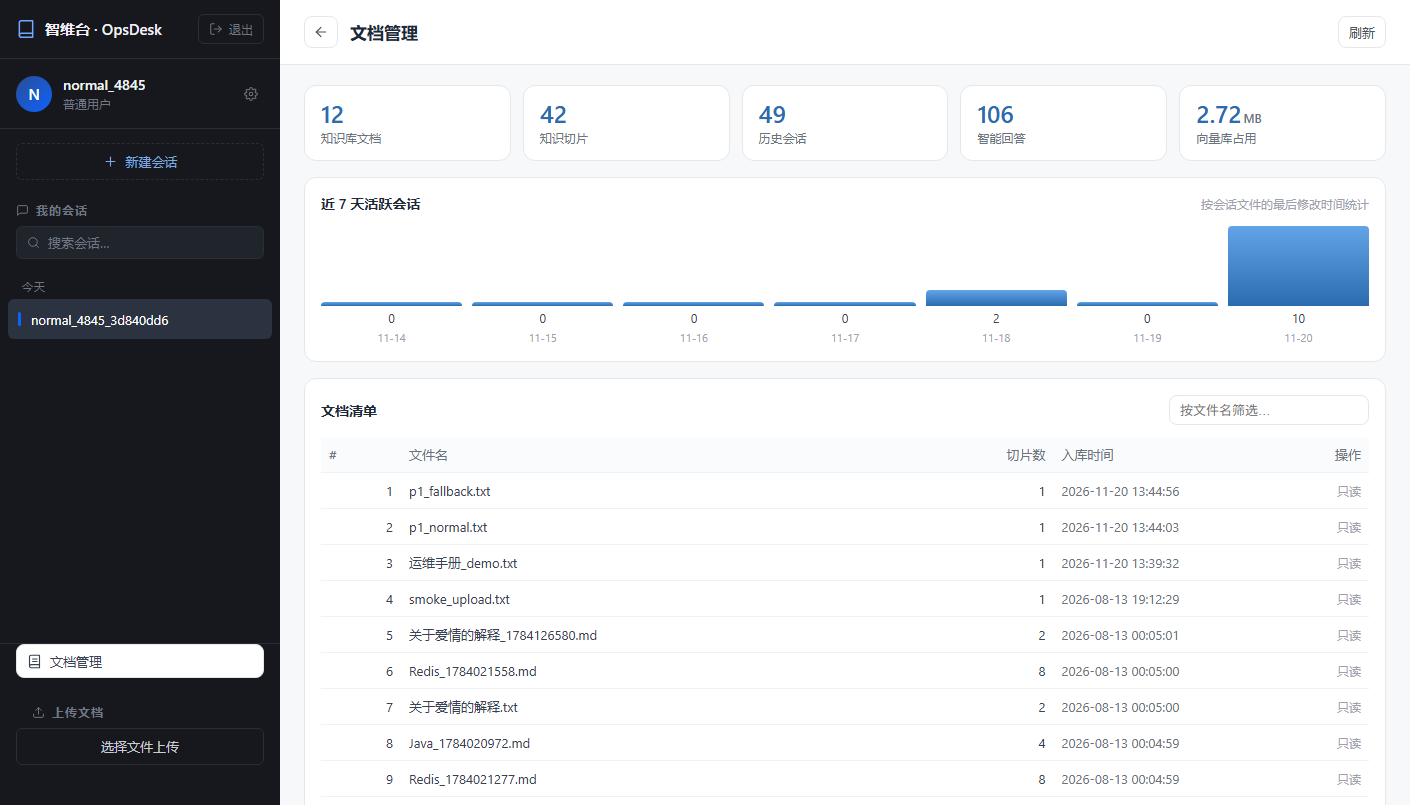 智维台 · OpsDesk
退出
N
normal_4845
普通用户
新建会话
我的会话
搜索会话...
今天
normal_4845_3d840dd6
文档管理
上传文档
选择文件上传
文档管理
刷新
12
知识库文档
42
知识切片
49
历史会话
106
智能回答
2.72 MB
向量库占用
近 7 天活跃会话
按会话文件的最后修改时间统计
0 0 0 0 2 0 10
11-14 11-15 11-16 11-17 11-18 11-19 11-20
文档清单
按文件名筛选...
# 文件名 切片数 入库时间 操作
1 p1_fallback.txt 1 2026-11-20 13:44:56 只读
2 p1_normal.txt 1 2026-11-20 13:44:03 只读
3 运维手册_demo.txt 1 2026-11-20 13:39:32 只读
4 smoke_upload.txt 1 2026-08-13 19:12:29 只读
5 关于爱情的解释_1784126580.md 2 2026-08-13 00:05:01 只读
6 Redis_1784021558.md 8 2026-08-13 00:05:00 只读
7 关于爱情的解释.txt 2 2026-08-13 00:05:00 只读
8 Java_1784020972.md 4 2026-08-13 00:04:59 只读
9 Redis_1784021277.md 8 2026-08-13 00:04:59 只读